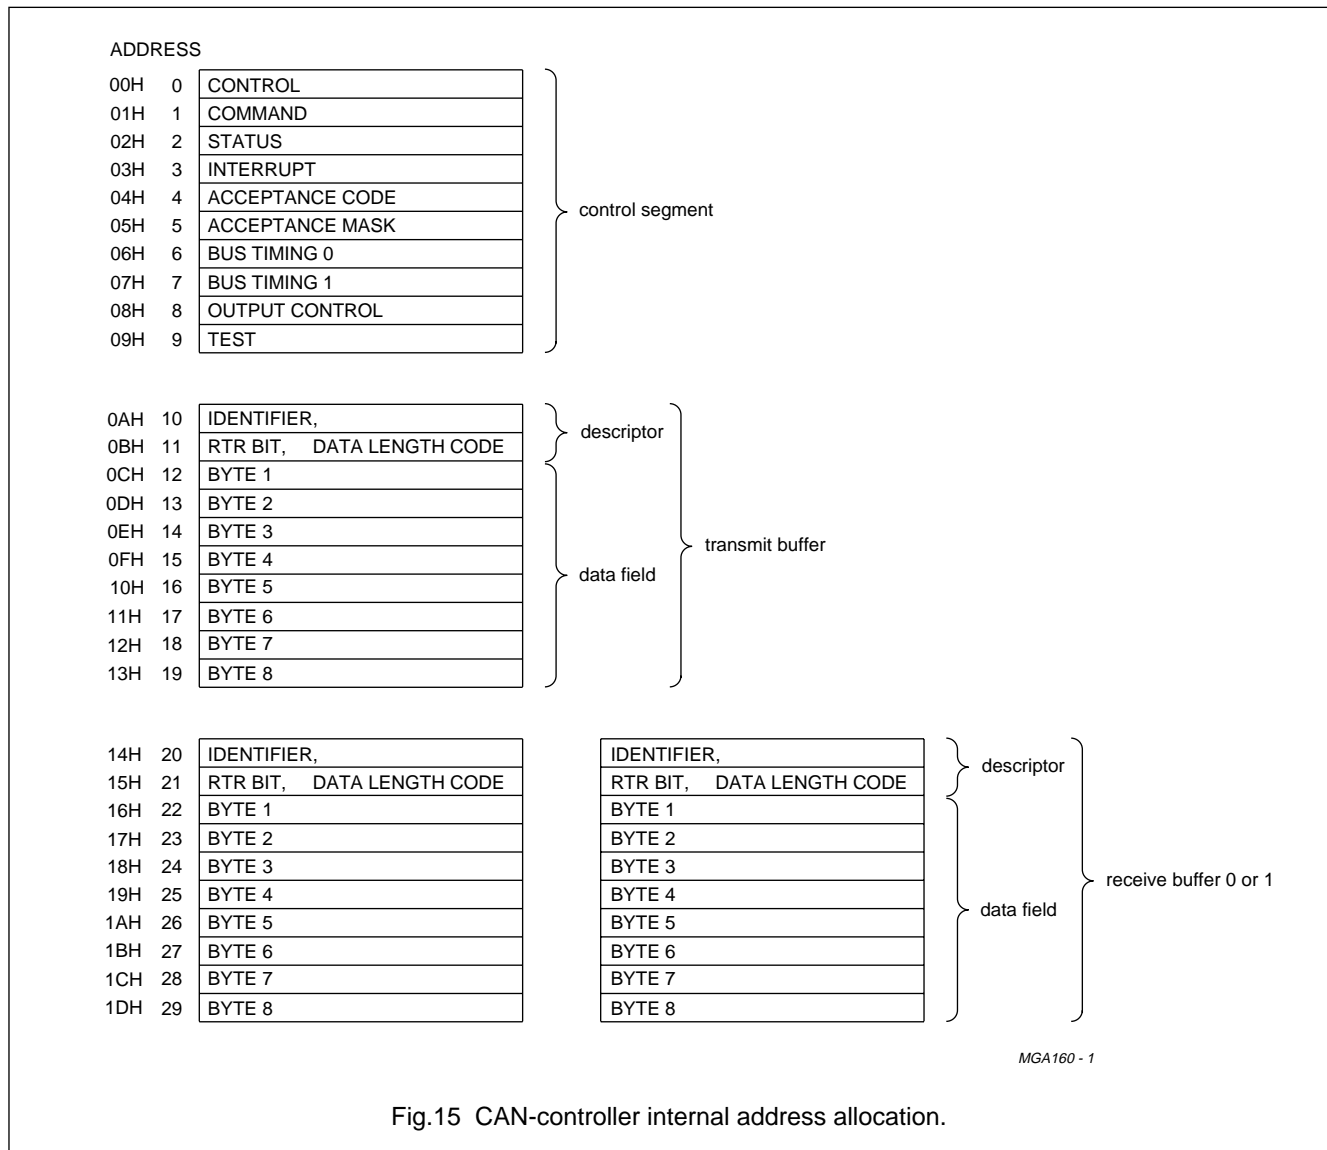 ADDRESS
00H 0 CONTROL
01H 1 COMMAND
02H 2 STATUS
03H 3 INTERRUPT
04H 4 ACCEPTANCE CODE
05H 5 ACCEPTANCE MASK
06H 6 BUS TIMING 0
07H 7 BUS TIMING 1
08H 8 OUTPUT CONTROL
09H 9 TEST
control segment
0AH 10 IDENTIFIER,
0BH 11 RTR BIT, DATA LENGTH CODE
0CH 12 BYTE 1
0DH 13 BYTE 2
0EH 14 BYTE 3
0FH 15 BYTE 4
10H 16 BYTE 5
11H 17 BYTE 6
12H 18 BYTE 7
13H 19 BYTE 8
descriptor
data field
transmit buffer
14H 20 IDENTIFIER, IDENTIFIER,
15H 21 RTR BIT, DATA LENGTH CODE RTR BIT, DATA LENGTH CODE
16H 22 BYTE 1 BYTE 1
17H 23 BYTE 2 BYTE 2
18H 24 BYTE 3 BYTE 3
19H 25 BYTE 4 BYTE 4
1AH 26 BYTE 5 BYTE 5
1BH 27 BYTE 6 BYTE 6
1CH 28 BYTE 7 BYTE 7
1DH 29 BYTE 8 BYTE 8
descriptor
data field
receive buffer 0 or 1
MGA160 - 1
Fig.15 CAN-controller internal address allocation.